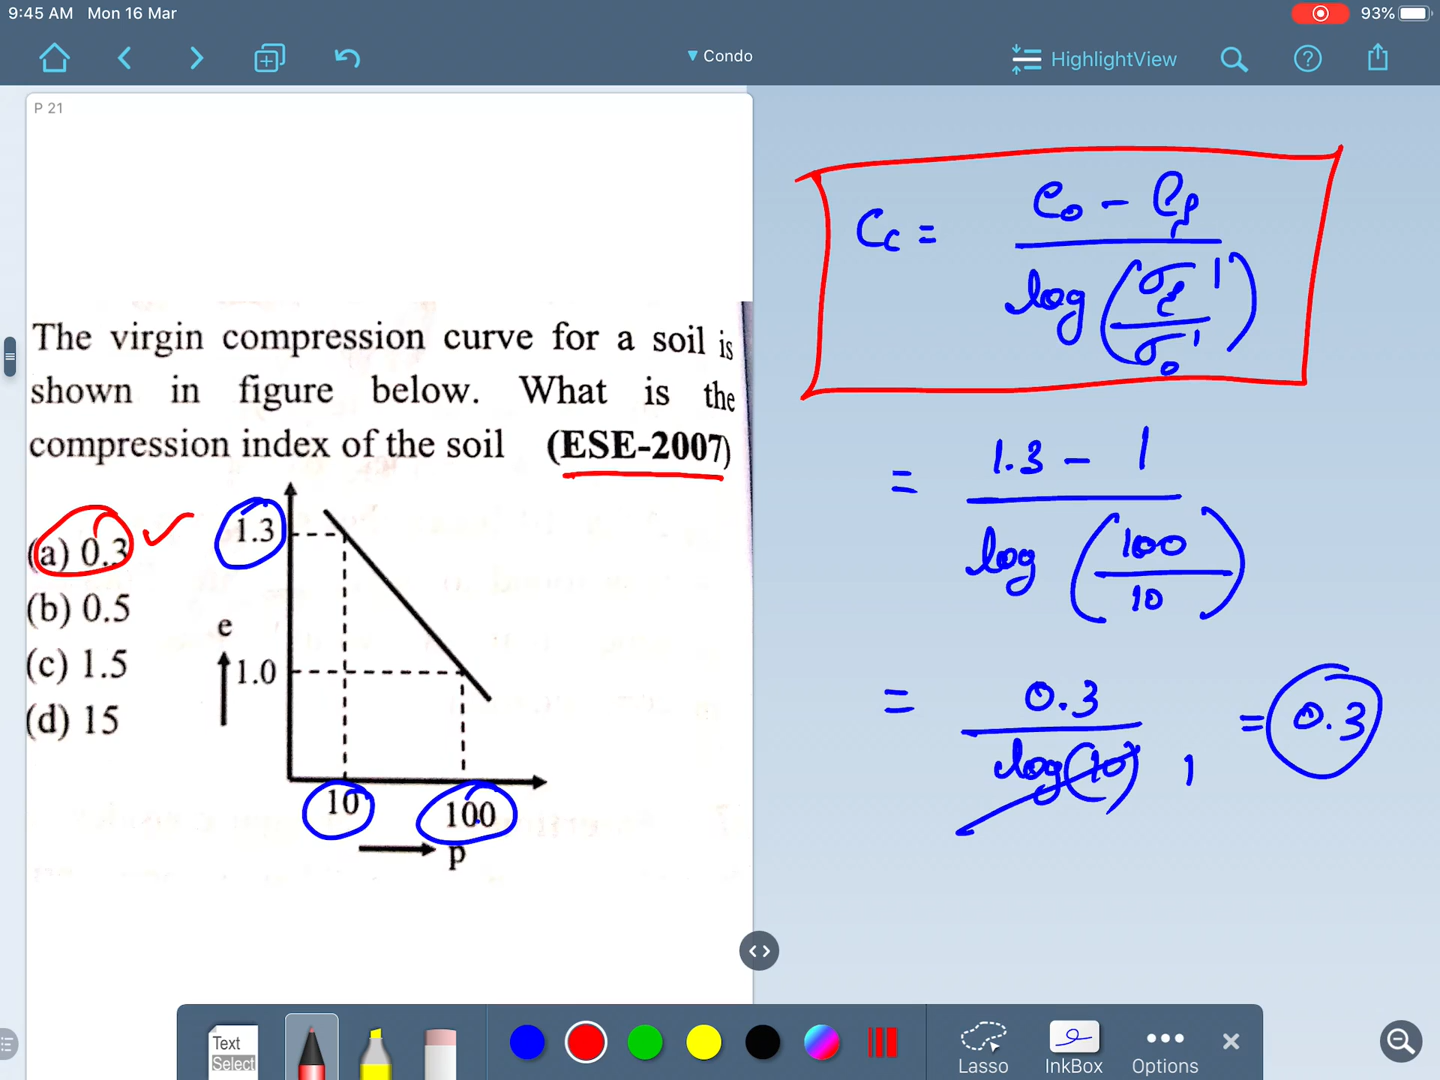 9:45 AM Mon 16 Mar
93%
Condo
HighlightView
P 21
The virgin compression curve for a soil is
shown in figure below. What is the
compression index of the soil (ESE-2007)
(a) 0.3
(b) 0.5
(c) 1.5
(d) 15
1.3
e
1.0
10
100
p
Cc = (e₀ - e_f) / log(σ_f' / σ₀')
= (1.3 - 1) / log(100 / 10)
= 0.3 / log(10) 1 = 0.3
Text
Select
Lasso
InkBox
Options